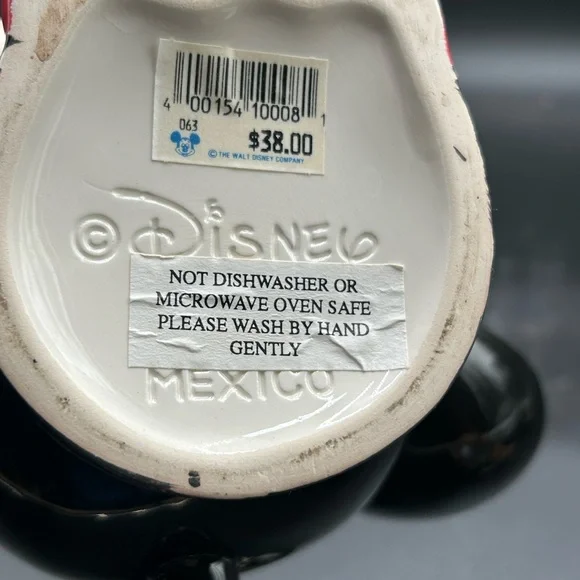 4 00154 10008 1
063
$38.00
© THE WALT DISNEY COMPANY
© DISNEY
NOT DISHWASHER OR
MICROWAVE OVEN SAFE
PLEASE WASH BY HAND
GENTLY
MEXICO